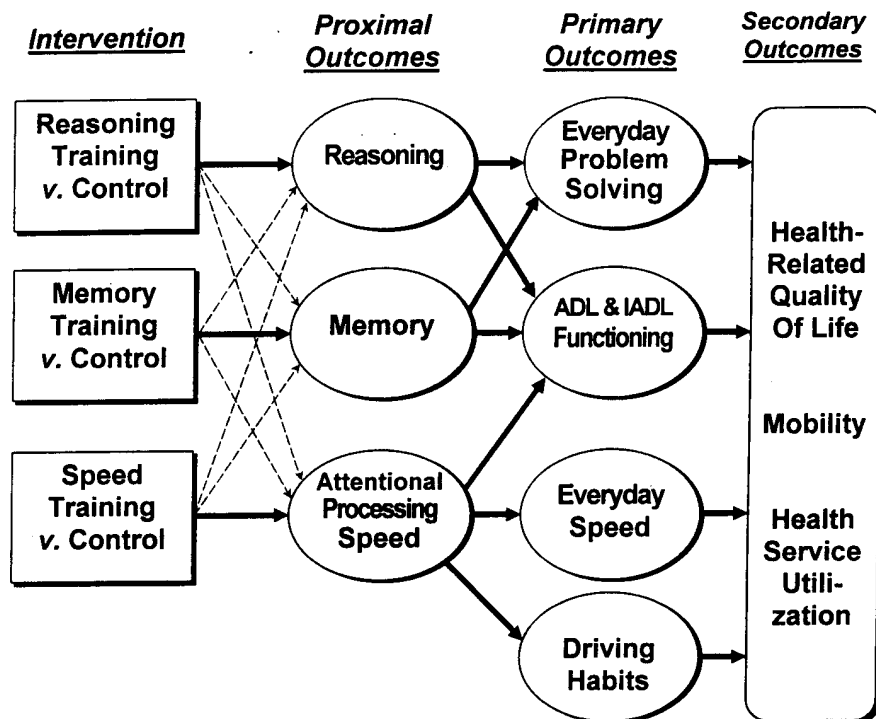 Intervention
Proximal
Outcomes
Primary
Outcomes
Secondary
Outcomes
Reasoning
Training
v. Control
Memory
Training
v. Control
Speed
Training
v. Control
Reasoning
Memory
Attentional
Processing
Speed
Everyday
Problem
Solving
ADL & IADL
Functioning
Everyday
Speed
Driving
Habits
Health-
Related
Quality
Of Life
Mobility
Health
Service
Utili-
zation